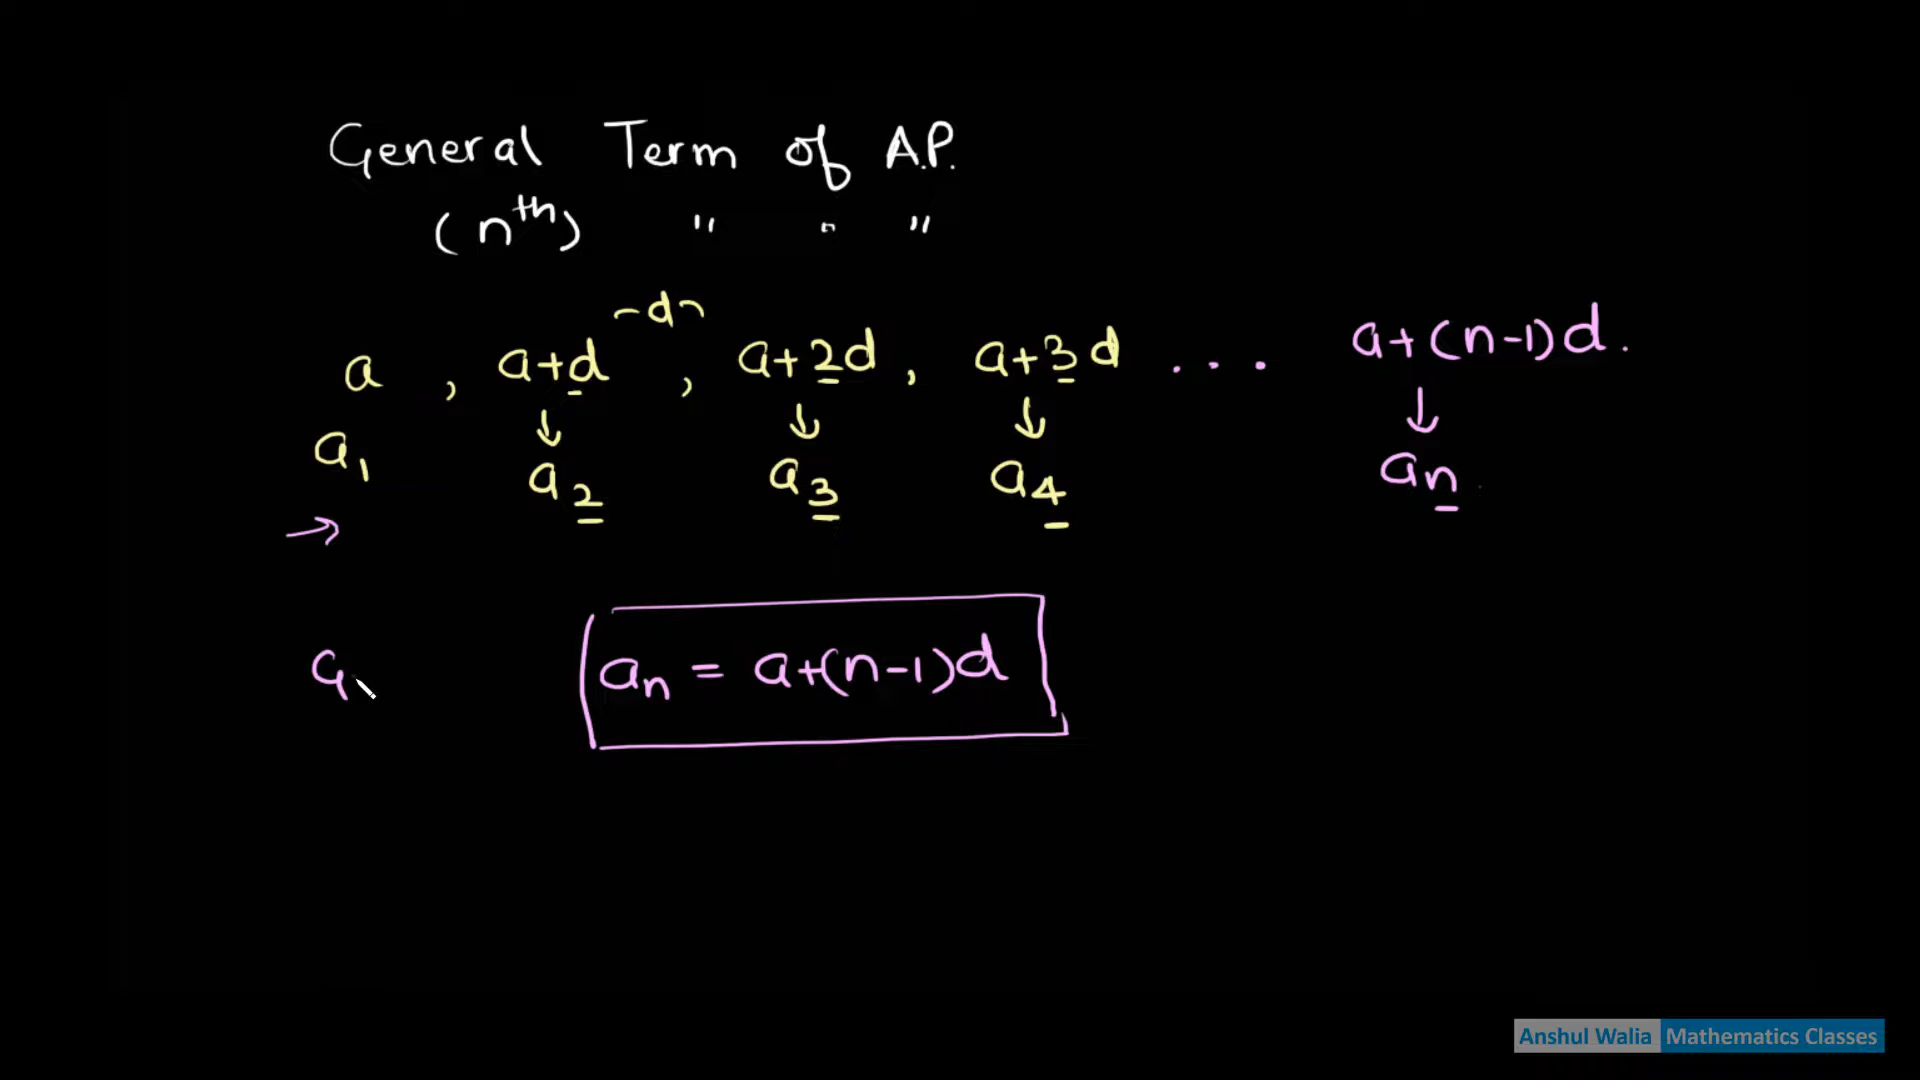 General Term of A.P.
(nᵗʰ) " " "
⌢d⌢
a , a+d , a+2d , a+3d ... a+(n-1)d.
↓ ↓ ↓ ↓
a₁ a₂ a₃ a₄ aₙ
→
a aₙ = a+(n-1)d
Anshul Walia Mathematics Classes